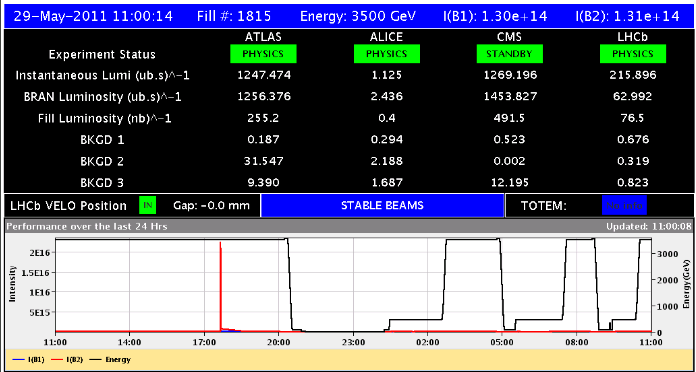 29-May-2011 11:00:14 Fill #: 1815 Energy: 3500 GeV I(B1): 1.30e+14 I(B2): 1.31e+14
ATLAS ALICE CMS LHCb
Experiment Status PHYSICS PHYSICS STANDBY PHYSICS
Instantaneous Lumi (ub.s)^-1 1247.474 1.125 1269.196 215.896
BRAN Luminosity (ub.s)^-1 1256.376 2.436 1453.827 62.992
Fill Luminosity (nb)^-1 255.2 0.4 491.5 76.5
BKGD 1 0.187 0.294 0.523 0.676
BKGD 2 31.547 2.188 0.002 0.319
BKGD 3 9.390 1.687 12.195 0.823
LHCb VELO Position IN Gap: -0.0 mm STABLE BEAMS TOTEM: No info
Performance over the last 24 Hrs Updated: 11:00:08
2E16
1.5E16
1E16
5E15
Intensity
3000
2000
1000
0
Energy(GeV)
11:00 14:00 17:00 20:00 23:00 02:00 05:00 08:00 11:00
I(B1) I(B2) Energy